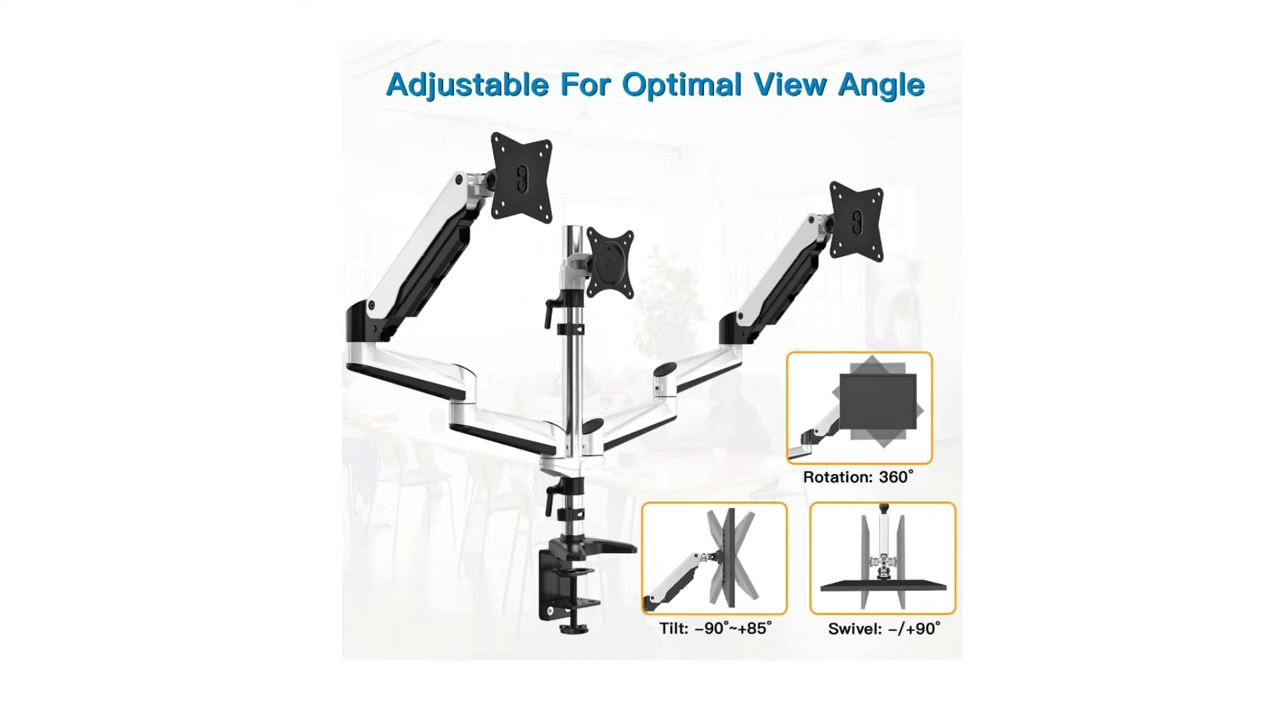 Adjustable For Optimal View Angle
Rotation: 360°
Tilt: -90°~+85°
Swivel: -/+90°